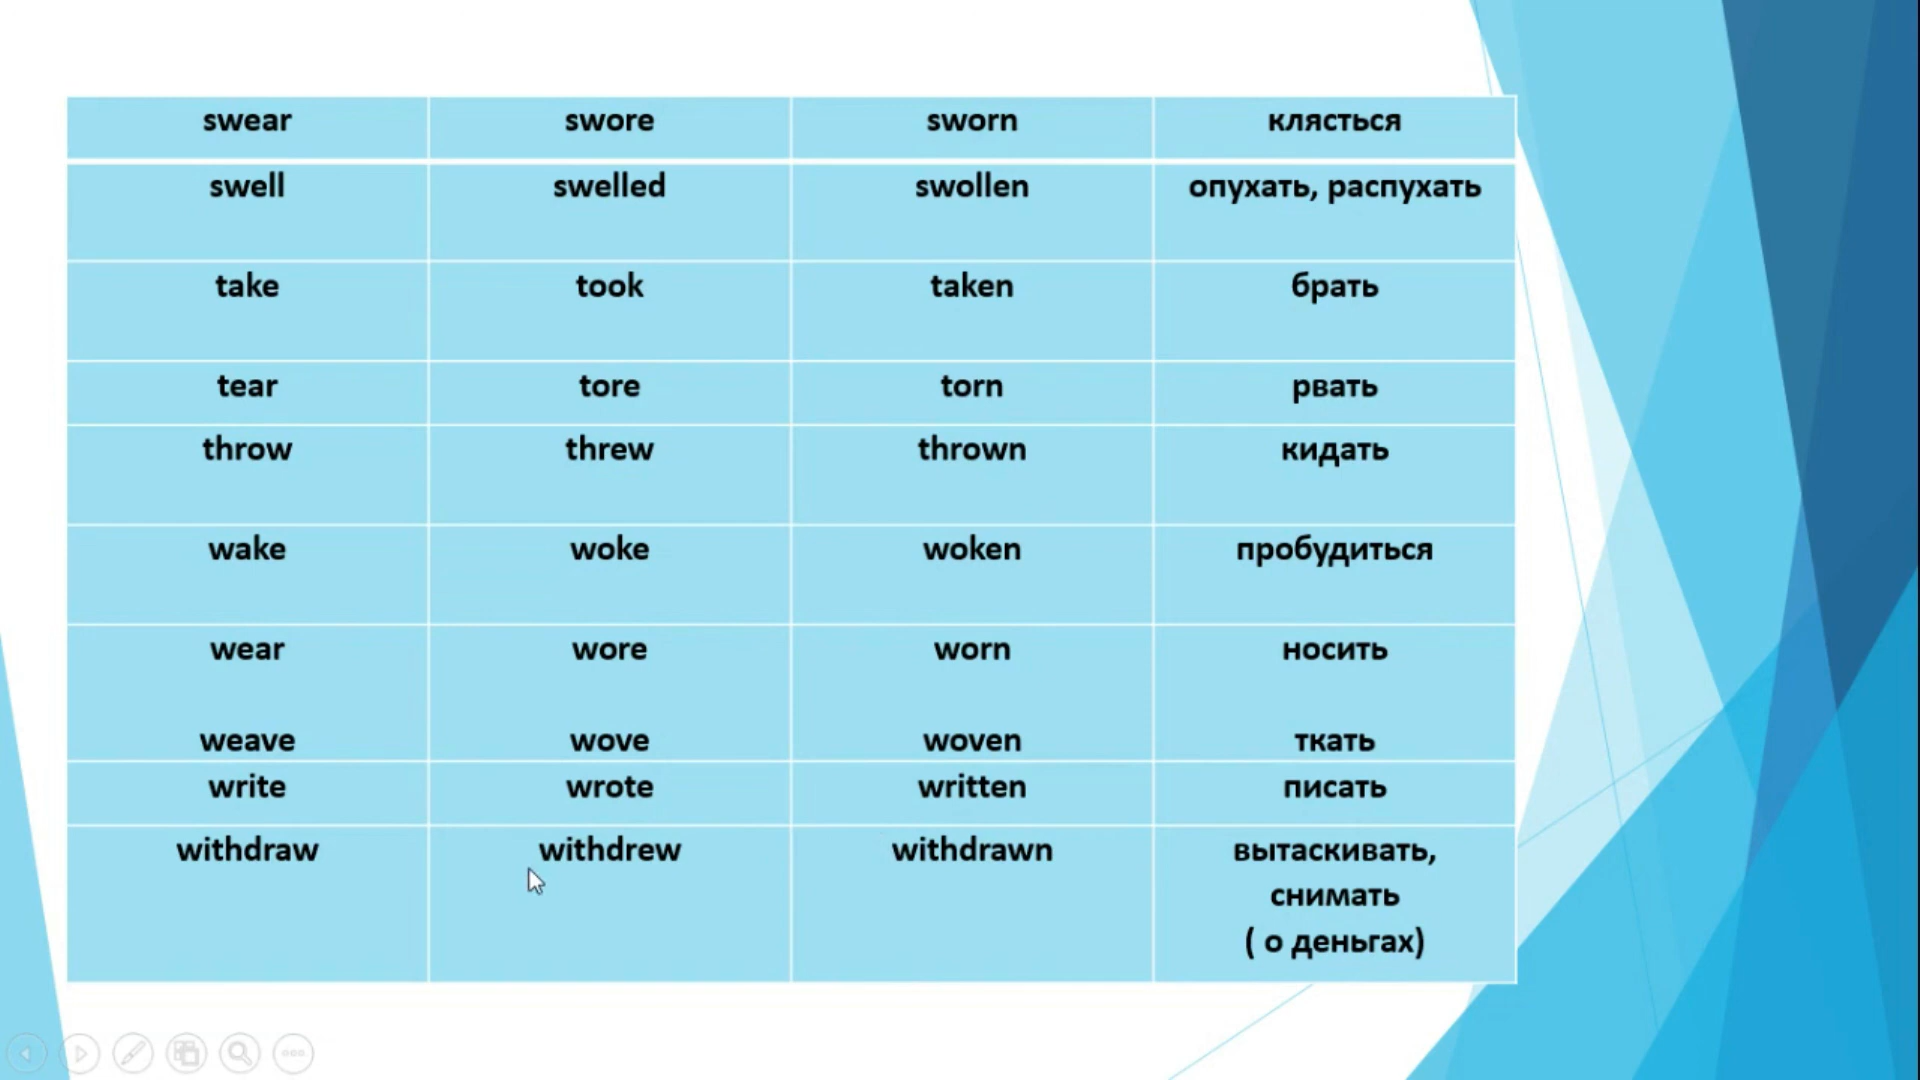 swear swore sworn клясться
swell swelled swollen опухать, распухать
take took taken брать
tear tore torn рвать
throw threw thrown кидать
wake woke woken пробудиться
wear wore worn носить
weave wove woven ткать
write wrote written писать
withdraw withdrew withdrawn вытаскивать,
снимать
( о деньгах)